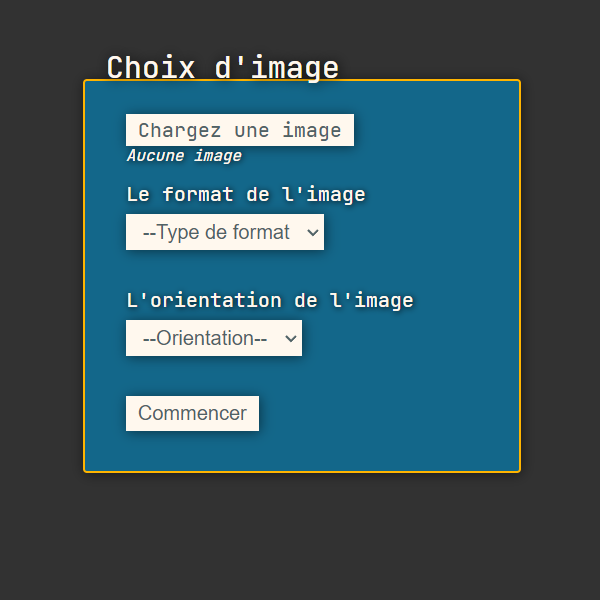 Choix d'image
Chargez une image
Aucune image
Le format de l'image
--Type de format
L'orientation de l'image
--Orientation--
Commencer